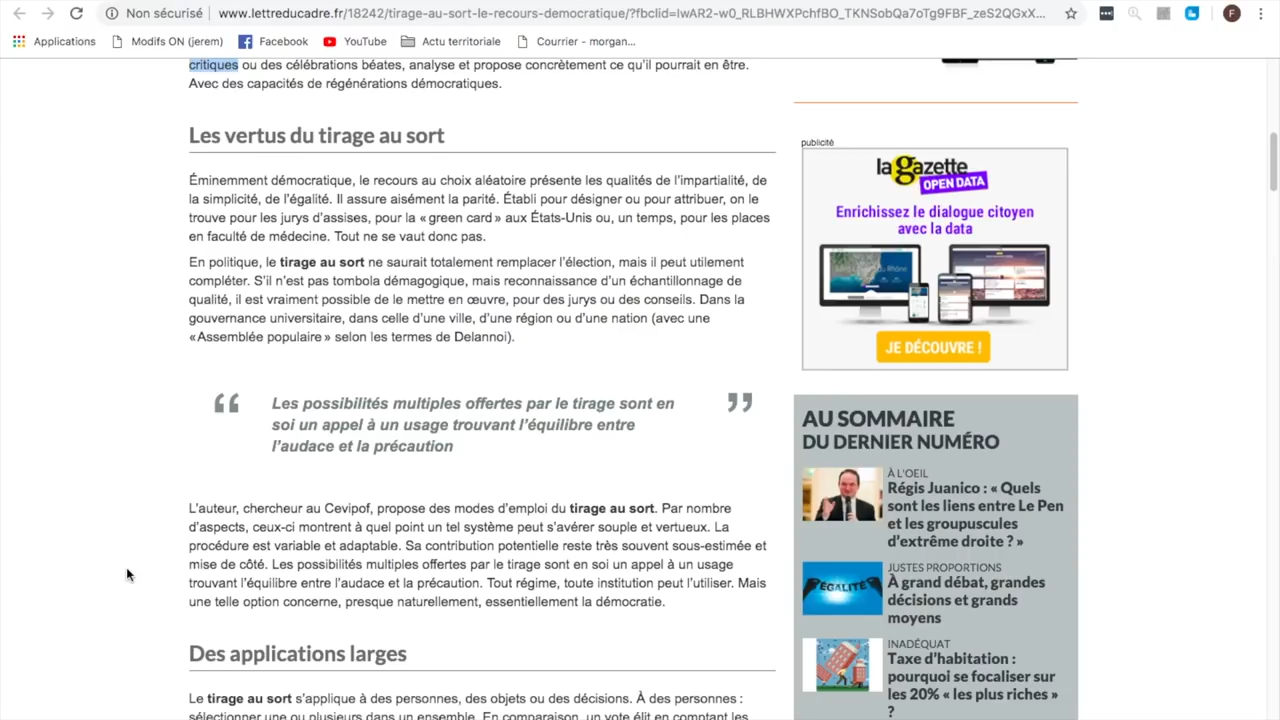 Non sécurisé
www.lettreducadre.fr/18242/tirage-au-sort-le-recours-democratique/?fbclid=IwAR2-w0_RLBHWXPchfBO_TKNSobQa7oTg9FBF_zeS2QGxX...
F
Applications
Modifs ON (jerem)
Facebook
YouTube
Actu territoriale
Courrier - morgan...
critiques ou des célébrations béates, analyse et propose concrètement ce qu'il pourrait en être.
Avec des capacités de régénérations démocratiques.
Les vertus du tirage au sort
Éminemment démocratique, le recours au choix aléatoire présente les qualités de l'impartialité, de
la simplicité, de l'égalité. Il assure aisément la parité. Établi pour désigner ou pour attribuer, on le
trouve pour les jurys d'assises, pour la « green card » aux États-Unis ou, un temps, pour les places
en faculté de médecine. Tout ne se vaut donc pas.
En politique, le tirage au sort ne saurait totalement remplacer l'élection, mais il peut utilement
compléter. S'il n'est pas tombola démagogique, mais reconnaissance d'un échantillonnage de
qualité, il est vraiment possible de le mettre en œuvre, pour des jurys ou des conseils. Dans la
gouvernance universitaire, dans celle d'une ville, d'une région ou d'une nation (avec une
«Assemblée populaire » selon les termes de Delannoi).
“ Les possibilités multiples offertes par le tirage sont en ”
soi un appel à un usage trouvant l'équilibre entre
l'audace et la précaution
L'auteur, chercheur au Cevipof, propose des modes d'emploi du tirage au sort. Par nombre
d'aspects, ceux-ci montrent à quel point un tel système peut s'avérer souple et vertueux. La
procédure est variable et adaptable. Sa contribution potentielle reste très souvent sous-estimée et
mise de côté. Les possibilités multiples offertes par le tirage sont en soi un appel à un usage
trouvant l'équilibre entre l'audace et la précaution. Tout régime, toute institution peut l'utiliser. Mais
une telle option concerne, presque naturellement, essentiellement la démocratie.
Des applications larges
Le tirage au sort s'applique à des personnes, des objets ou des décisions. À des personnes :
sélectionner une ou plusieurs dans un ensemble. En comparaison, un vote élit en comptant les
publicité
la gazette
OPEN DATA
Enrichissez le dialogue citoyen
avec la data
JE DÉCOUVRE !
AU SOMMAIRE
DU DERNIER NUMÉRO
À L'OEIL
Régis Juanico : « Quels
sont les liens entre Le Pen
et les groupuscules
d'extrême droite ? »
JUSTES PROPORTIONS
ÉGALITÉ
À grand débat, grandes
décisions et grands
moyens
INADÉQUAT
Taxe d'habitation :
pourquoi se focaliser sur
les 20% « les plus riches »
?